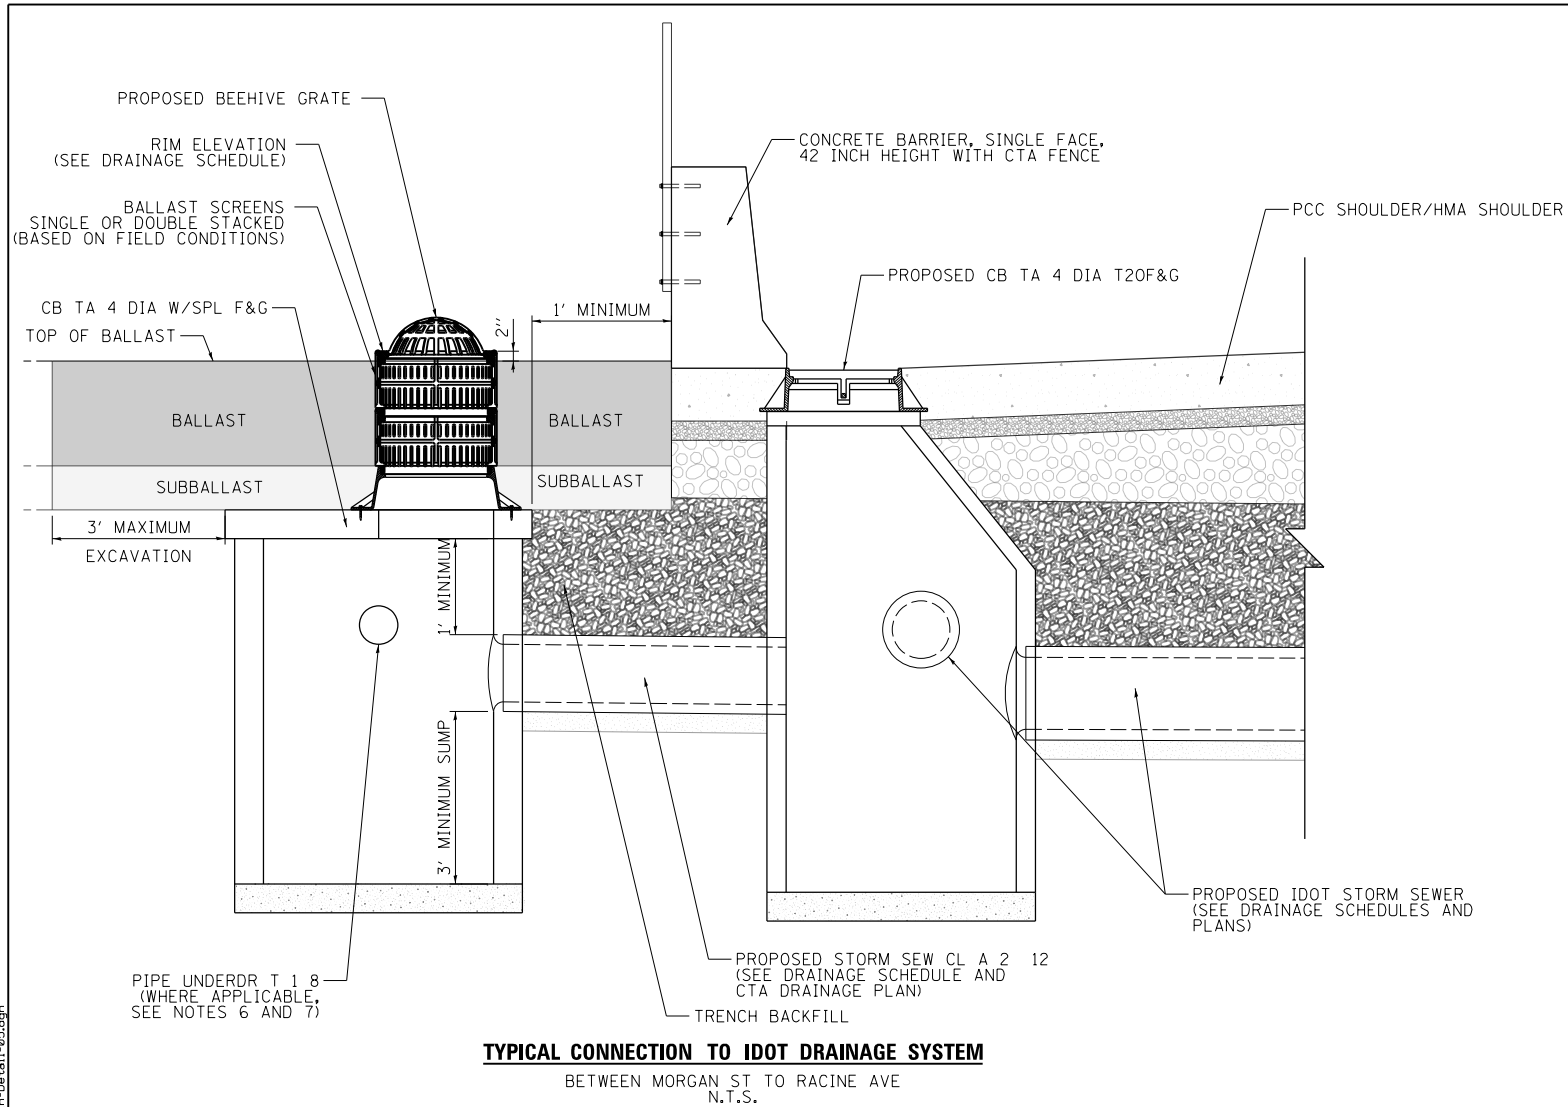 PROPOSED BEEHIVE GRATE
RIM ELEVATION
(SEE DRAINAGE SCHEDULE)
BALLAST SCREENS
SINGLE OR DOUBLE STACKED
(BASED ON FIELD CONDITIONS)
CB TA 4 DIA W/SPL F&G
TOP OF BALLAST
2"
1' MINIMUM
CONCRETE BARRIER, SINGLE FACE,
42 INCH HEIGHT WITH CTA FENCE
PCC SHOULDER/HMA SHOULDER
PROPOSED CB TA 4 DIA T20F&G
BALLAST
BALLAST
SUBBALLAST
SUBBALLAST
3' MAXIMUM
EXCAVATION
1' MINIMUM
3' MINIMUM SUMP
PROPOSED IDOT STORM SEWER
(SEE DRAINAGE SCHEDULES AND
PLANS)
PROPOSED STORM SEW CL A 2 12
(SEE DRAINAGE SCHEDULE AND
CTA DRAINAGE PLAN)
PIPE UNDERDR T 1 8
(WHERE APPLICABLE,
SEE NOTES 6 AND 7)
TRENCH BACKFILL
TYPICAL CONNECTION TO IDOT DRAINAGE SYSTEM
BETWEEN MORGAN ST TO RACINE AVE
N.T.S.